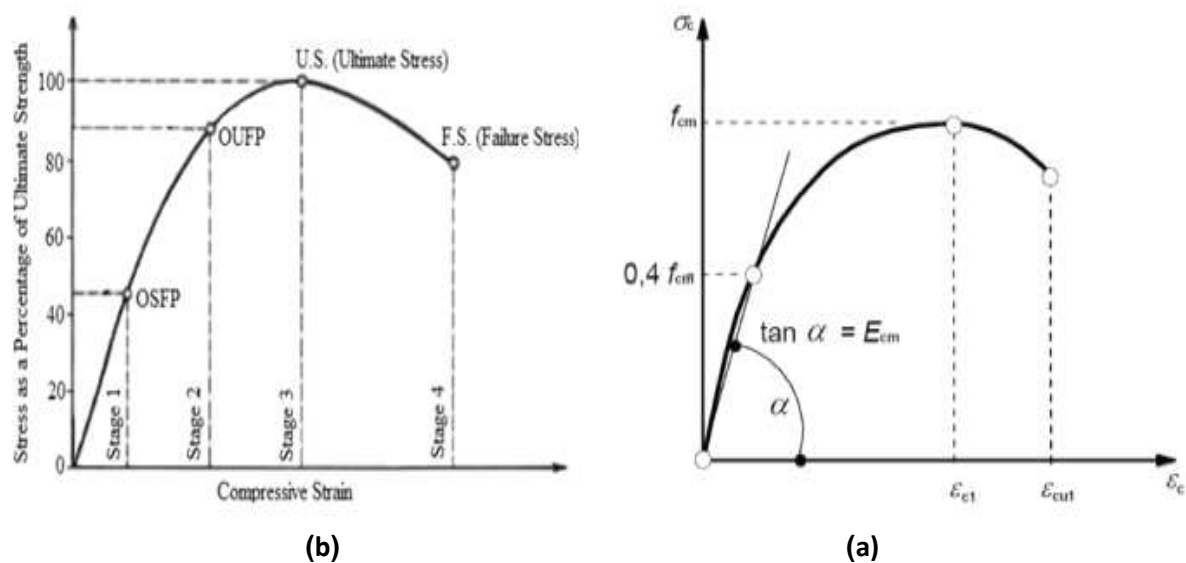 Stress as a Percentage of Ultimate Strength
100
80
60
40
20
0
U.S. (Ultimate Stress)
OUFP
F.S. (Failure Stress)
OSFP
Stage 1
Stage 2
Stage 3
Stage 4
Compressive Strain
(b)
σc
fcm
0,4 fcm
tan α = Ecm
α
εc1
εcu1
εc
(a)